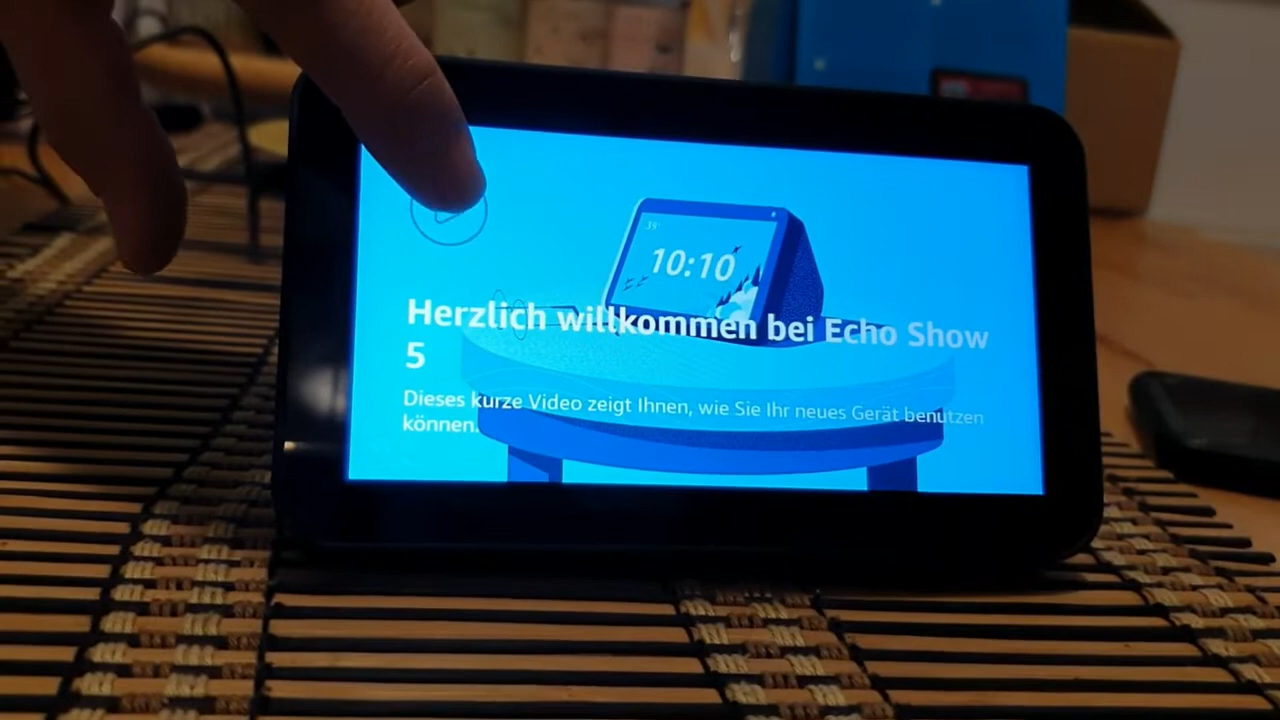 39°
10:10
Herzlich willkommen bei Echo Show
5
Dieses kurze Video zeigt Ihnen, wie Sie Ihr neues Gerät benutzen
können.